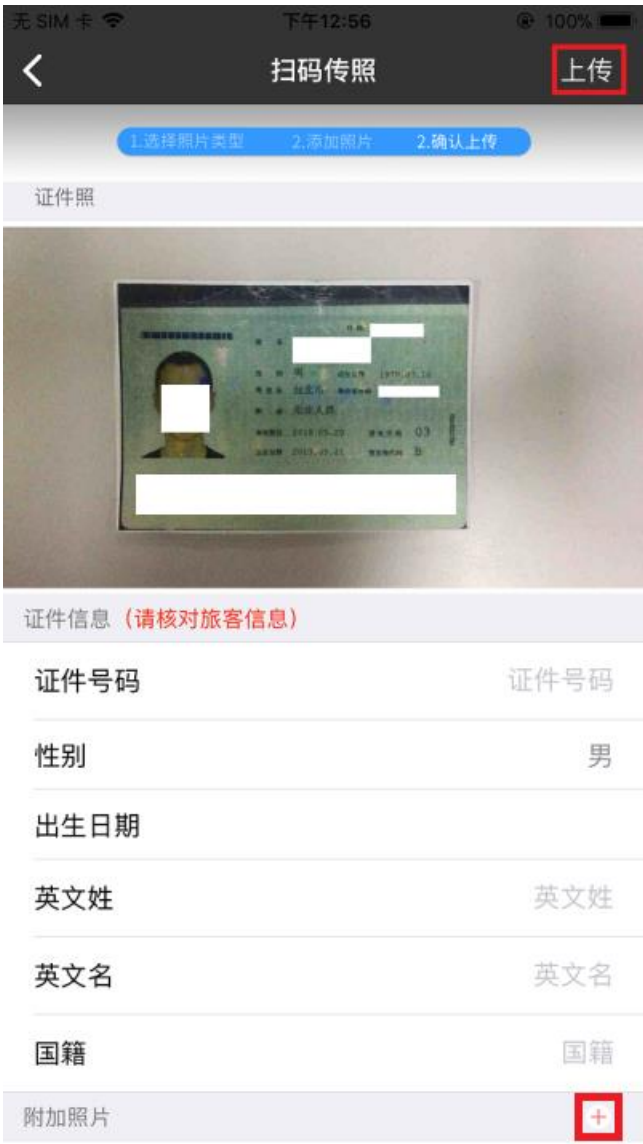 无 SIM 卡 下午12:56 100%
扫码传照 上传
1.选择照片类型 2.添加照片 2.确认上传
证件照
03
证件信息（请核对旅客信息）
证件号码 证件号码
性别 男
出生日期
英文姓 英文姓
英文名 英文名
国籍 国籍
附加照片 +